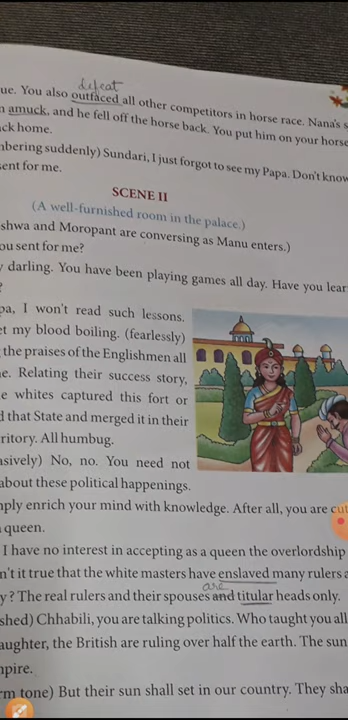 defeat
ue. You also outfaced all other competitors in horse race. Nana's s
amuck, and he fell off the horse back. You put him on your horse
ck home.
bering suddenly) Sundari, I just forgot to see my Papa. Don't know
sent for me.
SCENE II
(A well-furnished room in the palace.)
shwa and Moropant are conversing as Manu enters.)
ou sent for me?
darling. You have been playing games all day. Have you lear
?
pa, I won't read such lessons.
et my blood boiling. (fearlessly)
the praises of the Englishmen all
e. Relating their success story,
e whites captured this fort or
d that State and merged it in their
ritory. All humbug.
asively) No, no. You need not
about these political happenings.
ply enrich your mind with knowledge. After all, you are cut
queen.
I have no interest in accepting as a queen the overlordship
n't it true that the white masters have enslaved many rulers a
are
y? The real rulers and their spouses and titular heads only.
shed) Chhabili, you are talking politics. Who taught you all
aughter, the British are ruling over half the earth. The sun
mpire.
rm tone) But their sun shall set in our country. They sha